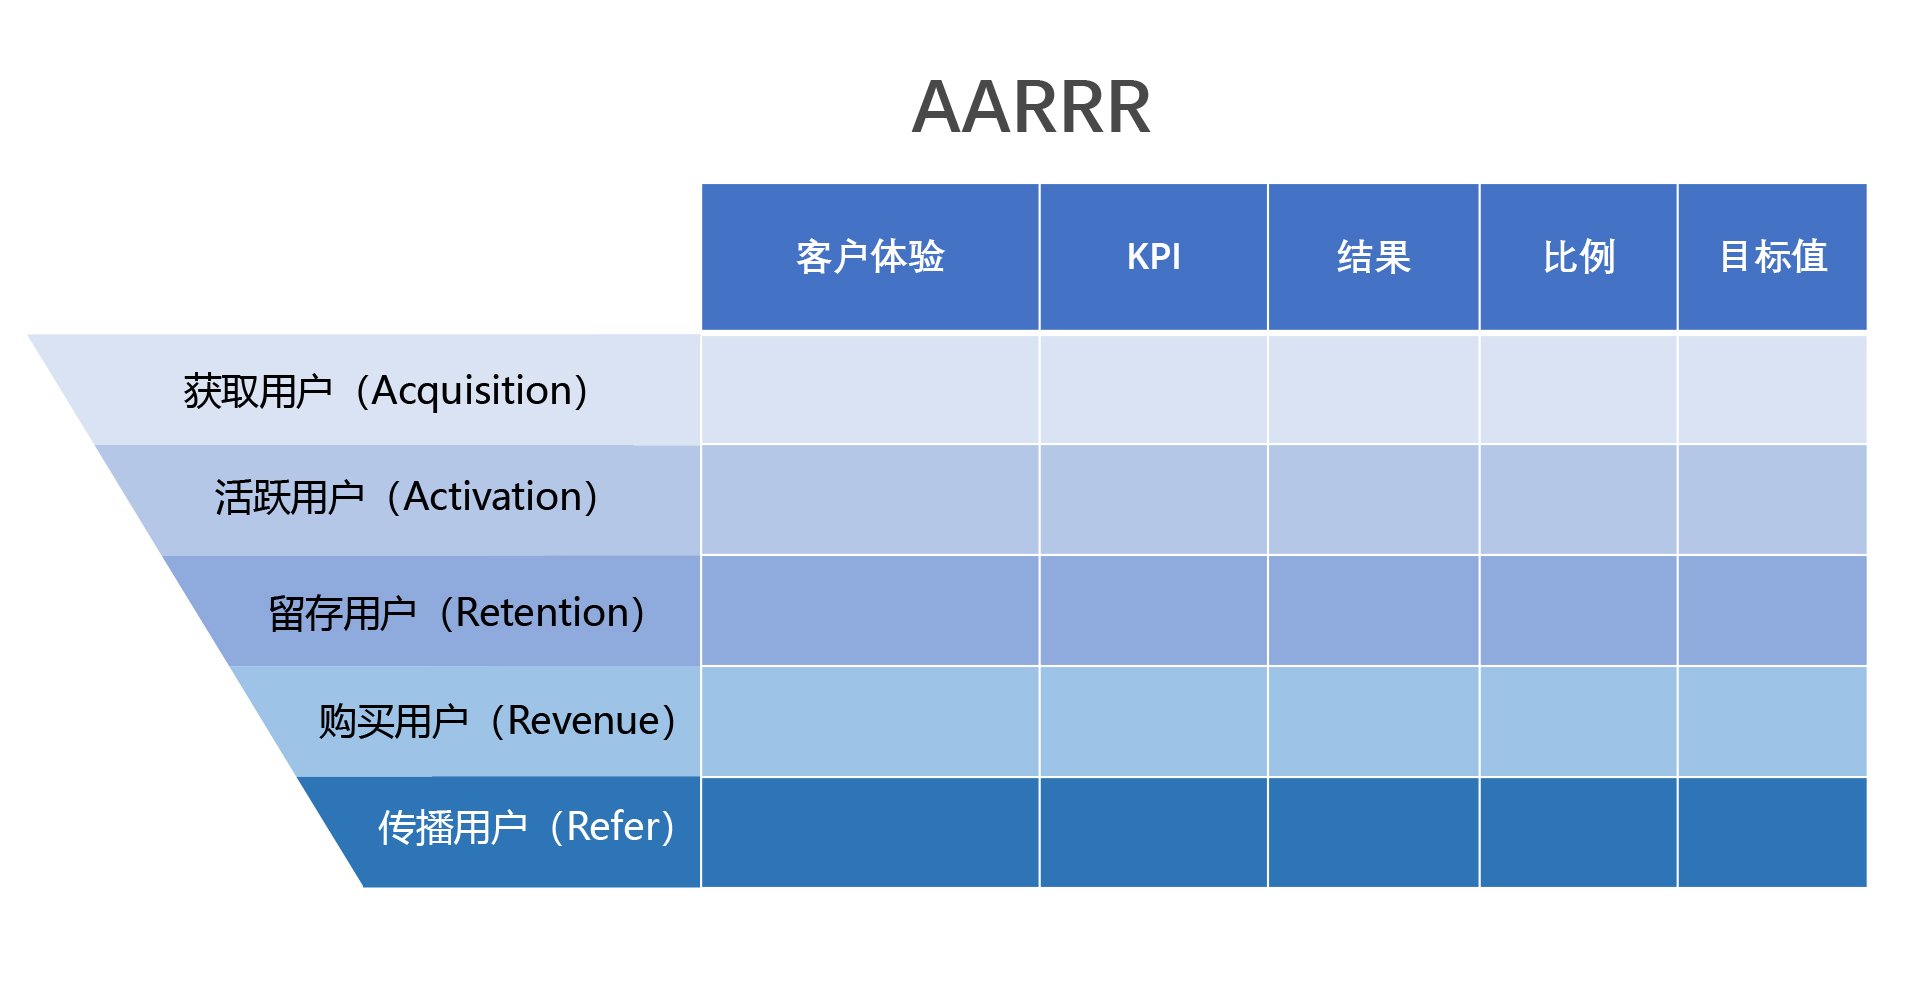 AARRR
客户体验 KPI 结果 比例 目标值
获取用户（Acquisition）
活跃用户（Activation）
留存用户（Retention）
购买用户（Revenue）
传播用户（Refer）